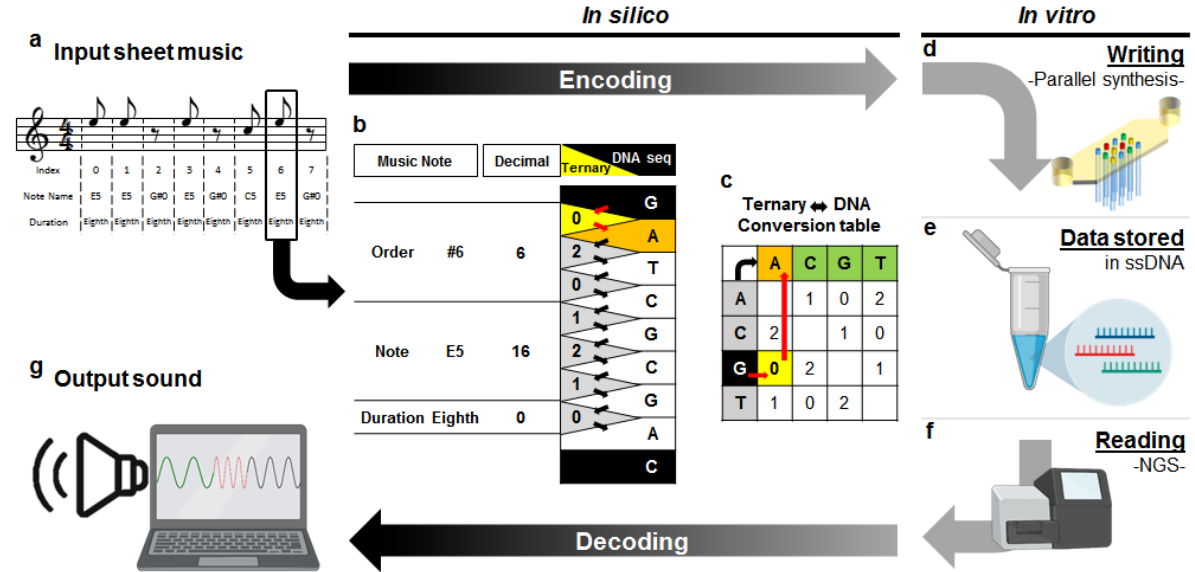 In silico
In vitro
a Input sheet music
4
4
Index 0 1 2 3 4 5 6 7
Note Name E5 E5 G#0 E5 G#0 C5 E5 G#0
Duration Eighth Eighth Eighth Eighth Eighth Eighth Eighth Eighth
Encoding
b
Music Note Decimal Ternary DNA seq
G
0
A
2
Order #6 6
T
0
C
1
G
Note E5 16
2
C
1
G
Duration Eighth 0
0
A
C
c
Ternary ⬌ DNA
Conversion table
A C G T
A 1 0 2
C 2 1 0
G 0 2 1
T 1 0 2
d Writing
-Parallel synthesis-
e Data stored
in ssDNA
f Reading
-NGS-
g Output sound
Decoding